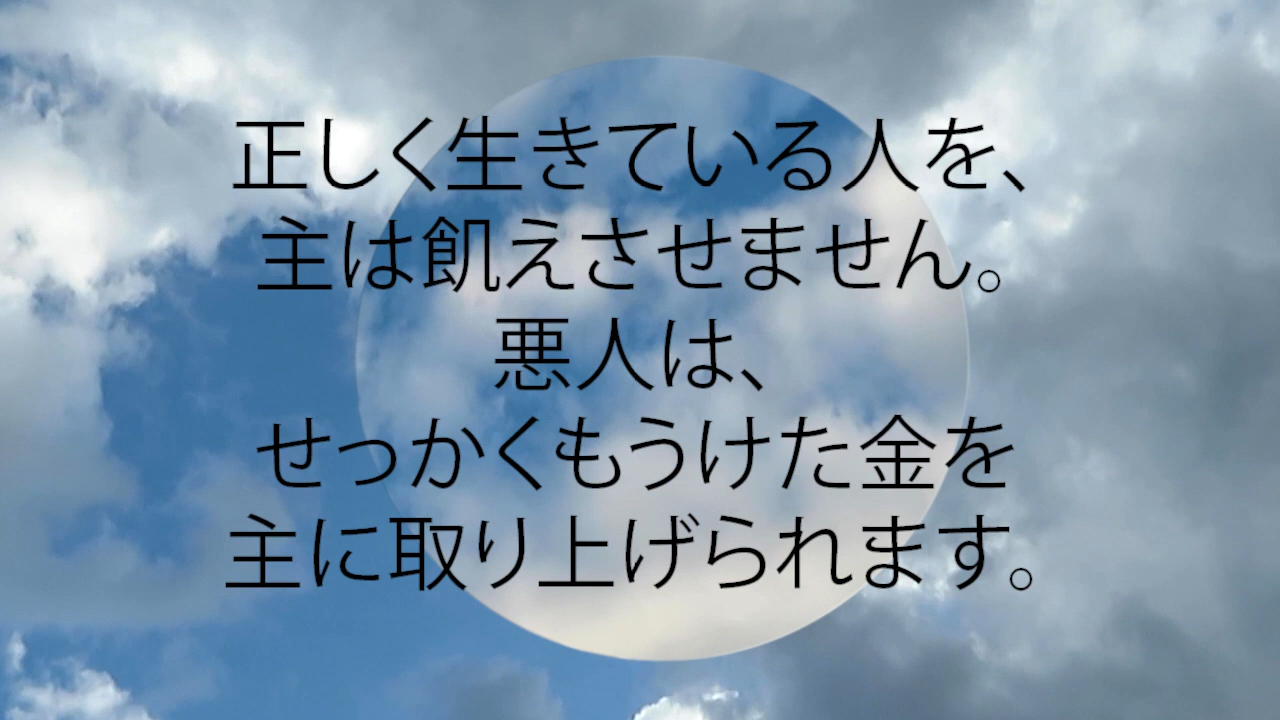 正しく生きている人を、
主は飢えさせません。
悪人は、
せっかくもうけた金を
主に取り上げられます。